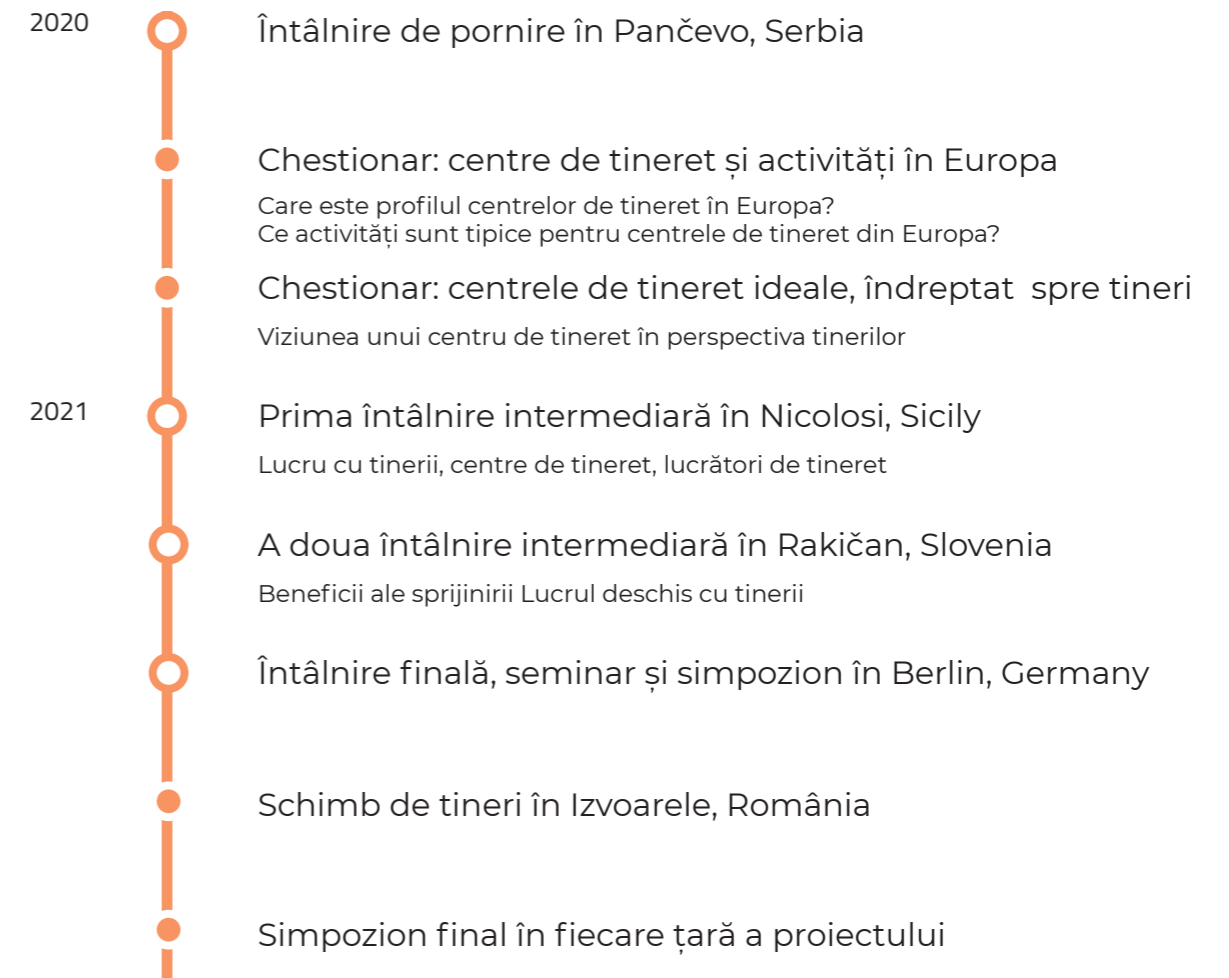 2020
Întâlnire de pornire în Pančevo, Serbia
Chestionar: centre de tineret și activități în Europa
Care este profilul centrelor de tineret în Europa?
Ce activități sunt tipice pentru centrele de tineret din Europa?
Chestionar: centrele de tineret ideale, îndreptat  spre tineri
Viziunea unui centru de tineret în perspectiva tinerilor
2021
Prima întâlnire intermediară în Nicolosi, Sicily
Lucru cu tinerii, centre de tineret, lucrători de tineret
A doua întâlnire intermediară în Rakičan, Slovenia
Beneficii ale sprijinirii Lucrul deschis cu tinerii
Întâlnire finală, seminar și simpozion în Berlin, Germany
Schimb de tineri în Izvoarele, România
Simpozion final în fiecare țară a proiectului